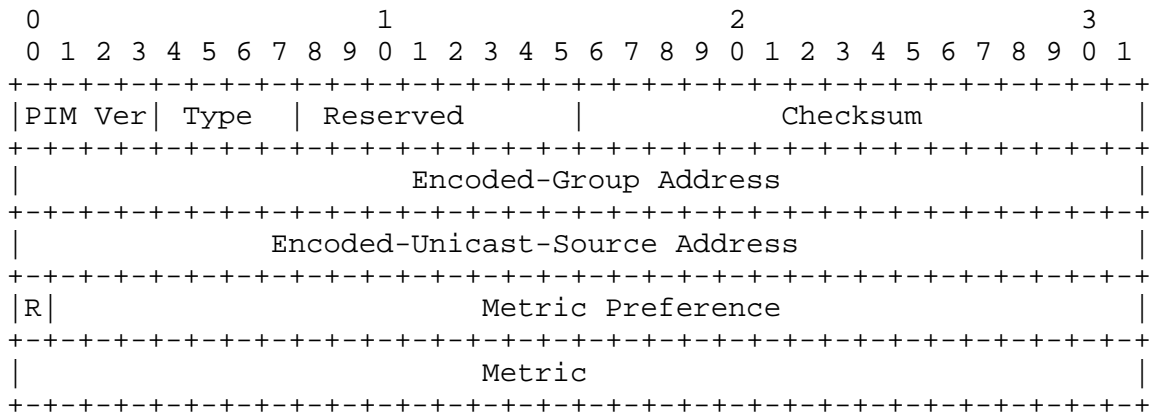 0                   1                   2                   3
 0 1 2 3 4 5 6 7 8 9 0 1 2 3 4 5 6 7 8 9 0 1 2 3 4 5 6 7 8 9 0 1
+-+-+-+-+-+-+-+-+-+-+-+-+-+-+-+-+-+-+-+-+-+-+-+-+-+-+-+-+-+-+-+-+
|PIM Ver| Type  | Reserved      |           Checksum            |
+-+-+-+-+-+-+-+-+-+-+-+-+-+-+-+-+-+-+-+-+-+-+-+-+-+-+-+-+-+-+-+-+
|                      Encoded-Group Address                    |
+-+-+-+-+-+-+-+-+-+-+-+-+-+-+-+-+-+-+-+-+-+-+-+-+-+-+-+-+-+-+-+-+
|              Encoded-Unicast-Source Address                   |
+-+-+-+-+-+-+-+-+-+-+-+-+-+-+-+-+-+-+-+-+-+-+-+-+-+-+-+-+-+-+-+-+
|R|                        Metric Preference                    |
+-+-+-+-+-+-+-+-+-+-+-+-+-+-+-+-+-+-+-+-+-+-+-+-+-+-+-+-+-+-+-+-+
|                          Metric                               |
+-+-+-+-+-+-+-+-+-+-+-+-+-+-+-+-+-+-+-+-+-+-+-+-+-+-+-+-+-+-+-+-+